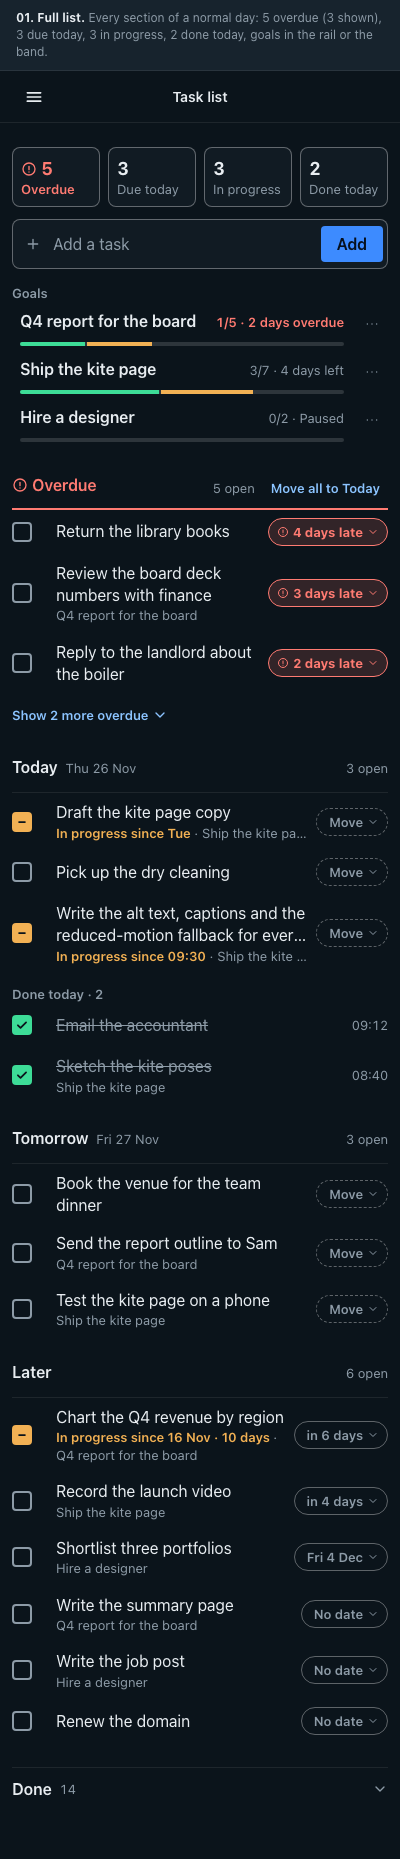 01. Full list. Every section of a normal day: 5 overdue (3 shown),
3 due today, 3 in progress, 2 done today, goals in the rail or the
band.
Task list
5
Overdue
3
Due today
3
In progress
2
Done today
+ Add a task
Add
Goals
Q4 report for the board 1/5 · 2 days overdue ...
Ship the kite page 3/7 · 4 days left ...
Hire a designer 0/2 · Paused ...
Overdue 5 open Move all to Today
Return the library books 4 days late
Review the board deck
numbers with finance
3 days late
Q4 report for the board
Reply to the landlord about
the boiler
2 days late
Show 2 more overdue
Today Thu 26 Nov 3 open
Draft the kite page copy
In progress since Tue · Ship the kite pa...
Move
Pick up the dry cleaning Move
Write the alt text, captions and the
reduced-motion fallback for ever...
In progress since 09:30 · Ship the kite ...
Move
Done today · 2
Email the accountant 09:12
Sketch the kite poses
Ship the kite page
08:40
Tomorrow Fri 27 Nov 3 open
Book the venue for the team
dinner
Move
Send the report outline to Sam
Q4 report for the board
Move
Test the kite page on a phone
Ship the kite page
Move
Later 6 open
Chart the Q4 revenue by region
In progress since 16 Nov · 10 days ·
Q4 report for the board
in 6 days
Record the launch video
Ship the kite page
in 4 days
Shortlist three portfolios
Hire a designer
Fri 4 Dec
Write the summary page
Q4 report for the board
No date
Write the job post
Hire a designer
No date
Renew the domain No date
Done 14